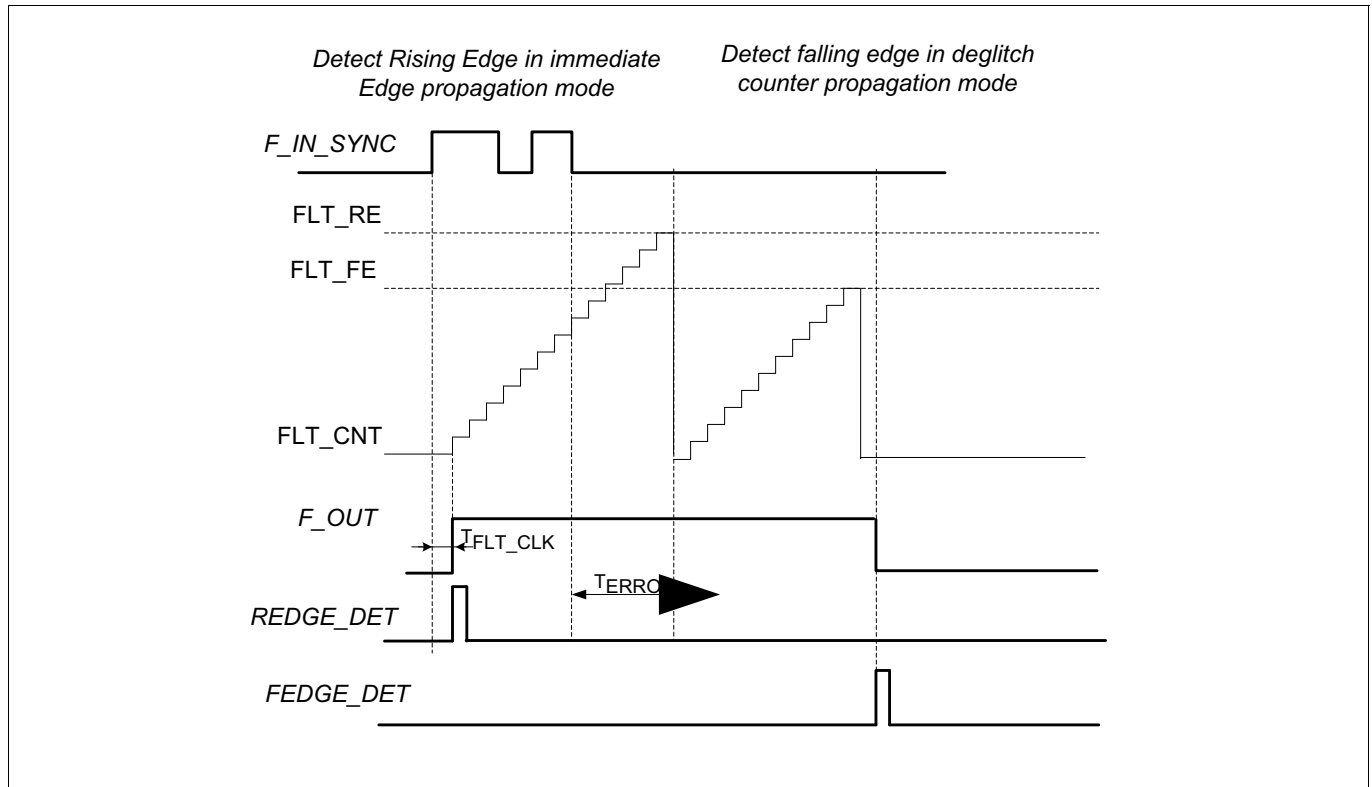 Detect Rising Edge in immediate
Edge propagation mode
Detect falling edge in deglitch
counter propagation mode
F_IN_SYNC
FLT_RE
FLT_FE
FLT_CNT
F_OUT
TFLT_CLK
TERRO
REDGE_DET
FEDGE_DET